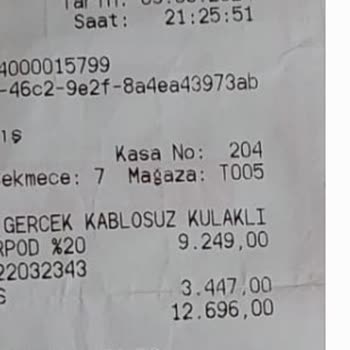 Saat: 21:25:51
4000015799
-46c2-9e2f-8a4ea43973ab
ış
Kasa No: 204
ekmece: 7 Mağaza: T005
GERCEK KABLOSUZ KULAKLI
RPOD %20 9.249,00
22032343
S 3.447,00
12.696,00